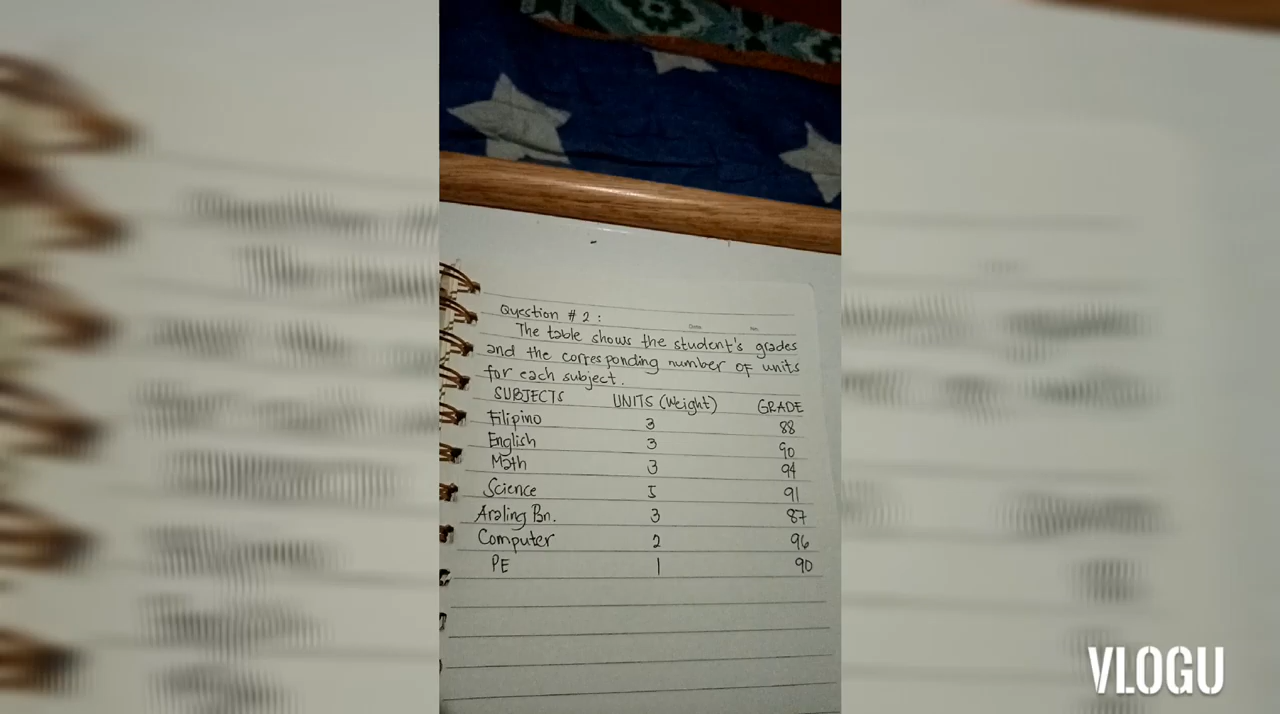 Question # 2 :
The table shows the student's grades
and the corresponding number of units
for each subject.
SUBJECTS UNITS (Weight) GRADE
Filipino 3 88
English 3 90
Math 3 94
Science 5 91
Araling Pan. 3 87
Computer 2 96
PE 1 90
VLOGU